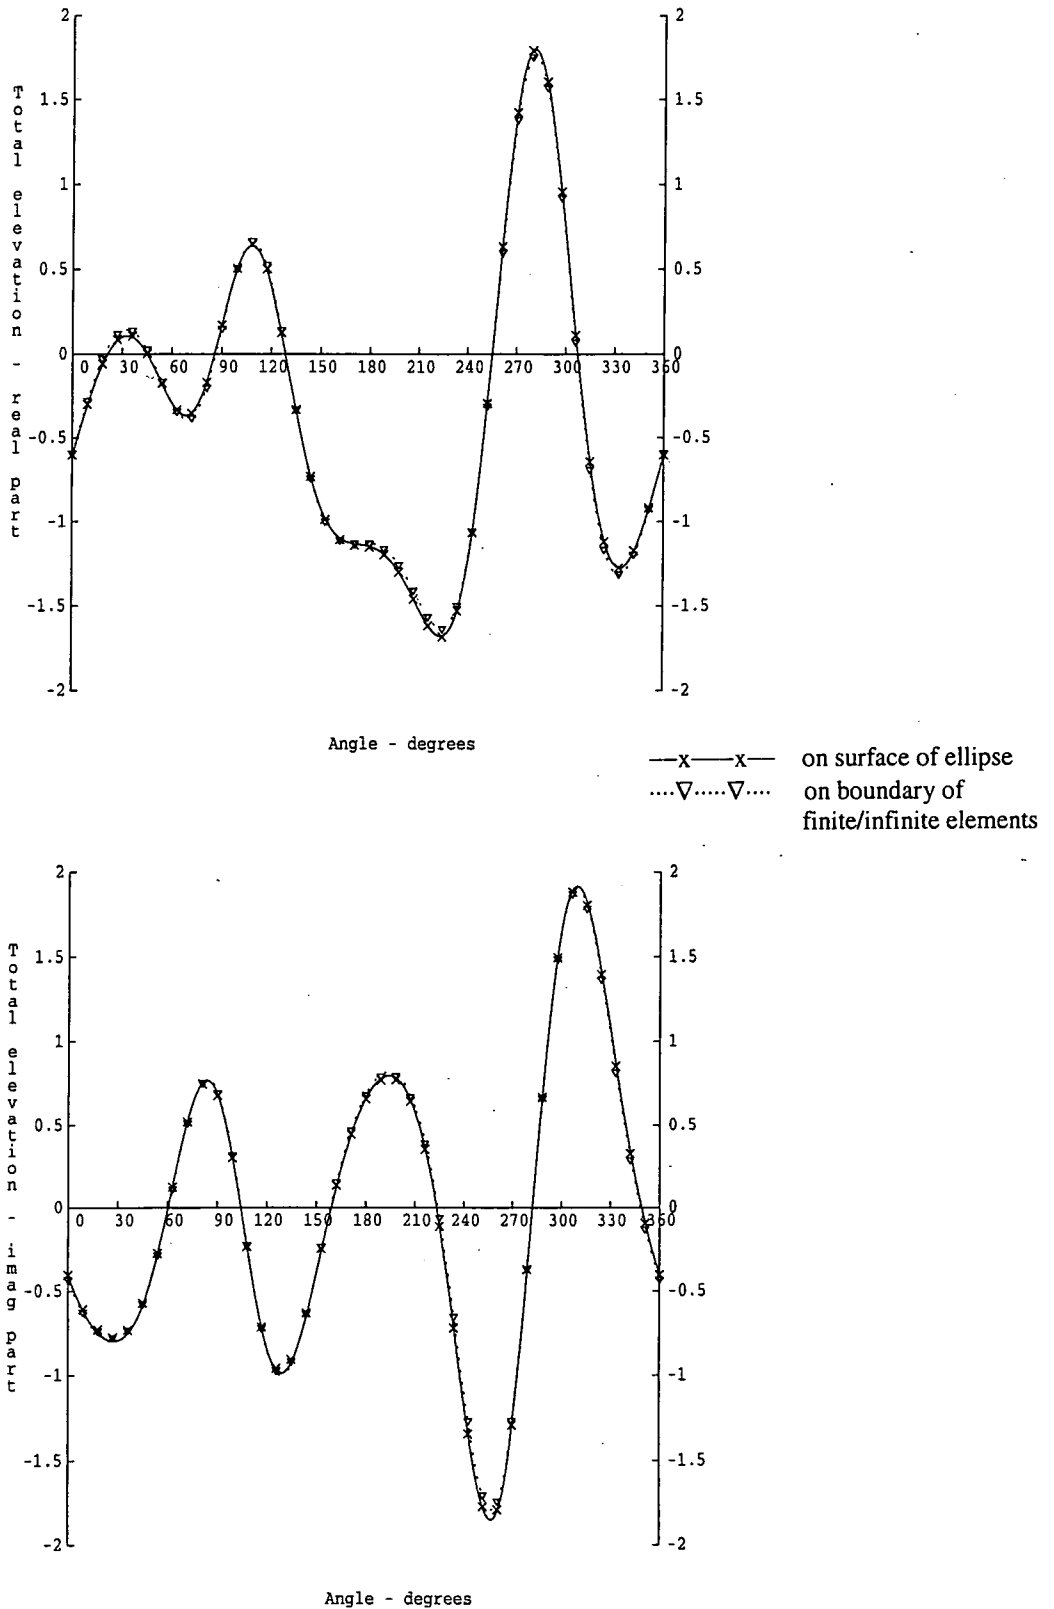 2 2
1.5 1.5
1 1
0.5 0.5
0 0
0 30 60 90 120 150 180 210 240 270 300 330 360
-0.5 -0.5
-1 -1
-1.5 -1.5
-2 -2
Total elevation - real part
Angle - degrees
x x on surface of ellipse
....∇.....∇.... on boundary of
finite/infinite elements
2 2
1.5 1.5
1 1
0.5 0.5
0 0
0 30 60 90 120 150 180 210 240 270 300 330 360
-0.5 -0.5
-1 -1
-1.5 -1.5
-2 -2
Total elevation - imag part
Angle - degrees